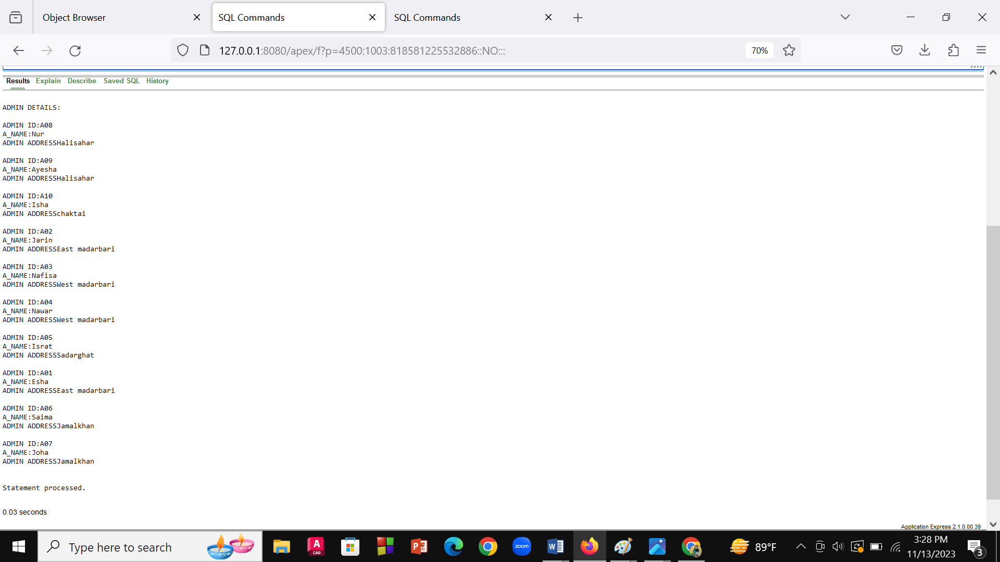 Object Browser
SQL Commands
SQL Commands
127.0.0.1:8080/apex/f?p=4500:1003:818581225532886::NO:::
70%
Results Explain Describe Saved SQL History
ADMIN DETAILS:
ADMIN ID:A08
A_NAME:Nur
ADMIN ADDRESSHalisahar
ADMIN ID:A09
A_NAME:Ayesha
ADMIN ADDRESSHalisahar
ADMIN ID:A10
A_NAME:Isha
ADMIN ADDRESSchaktai
ADMIN ID:A02
A_NAME:Jarin
ADMIN ADDRESSEast madarbari
ADMIN ID:A03
A_NAME:Nafisa
ADMIN ADDRESSWest madarbari
ADMIN ID:A04
A_NAME:Nawar
ADMIN ADDRESSWest madarbari
ADMIN ID:A05
A_NAME:Israt
ADMIN ADDRESSSadarghat
ADMIN ID:A01
A_NAME:Esha
ADMIN ADDRESSEast madarbari
ADMIN ID:A06
A_NAME:Saima
ADMIN ADDRESSJamalkhan
ADMIN ID:A07
A_NAME:Joha
ADMIN ADDRESSJamalkhan
Statement processed.
0.03 seconds
Application Express 2.1.0.00.39
Type here to search
A CAD
P
zoom
W
89°F
3:28 PM
11/13/2023
3